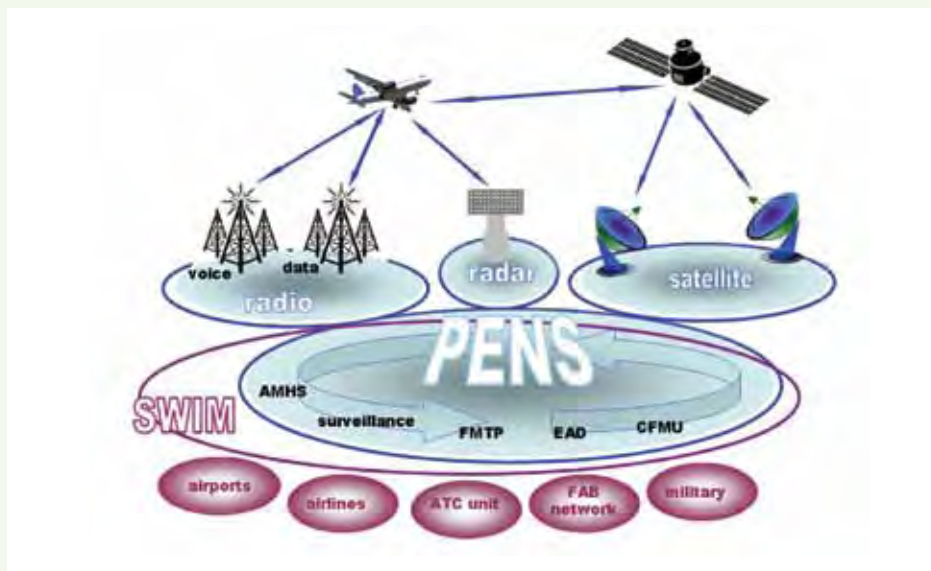 voice
data
radio
radar
satellite
PENS
SWIM
AMHS
surveillance
FMTP
EAD
CFMU
airports
airlines
ATC unit
FAB
network
military